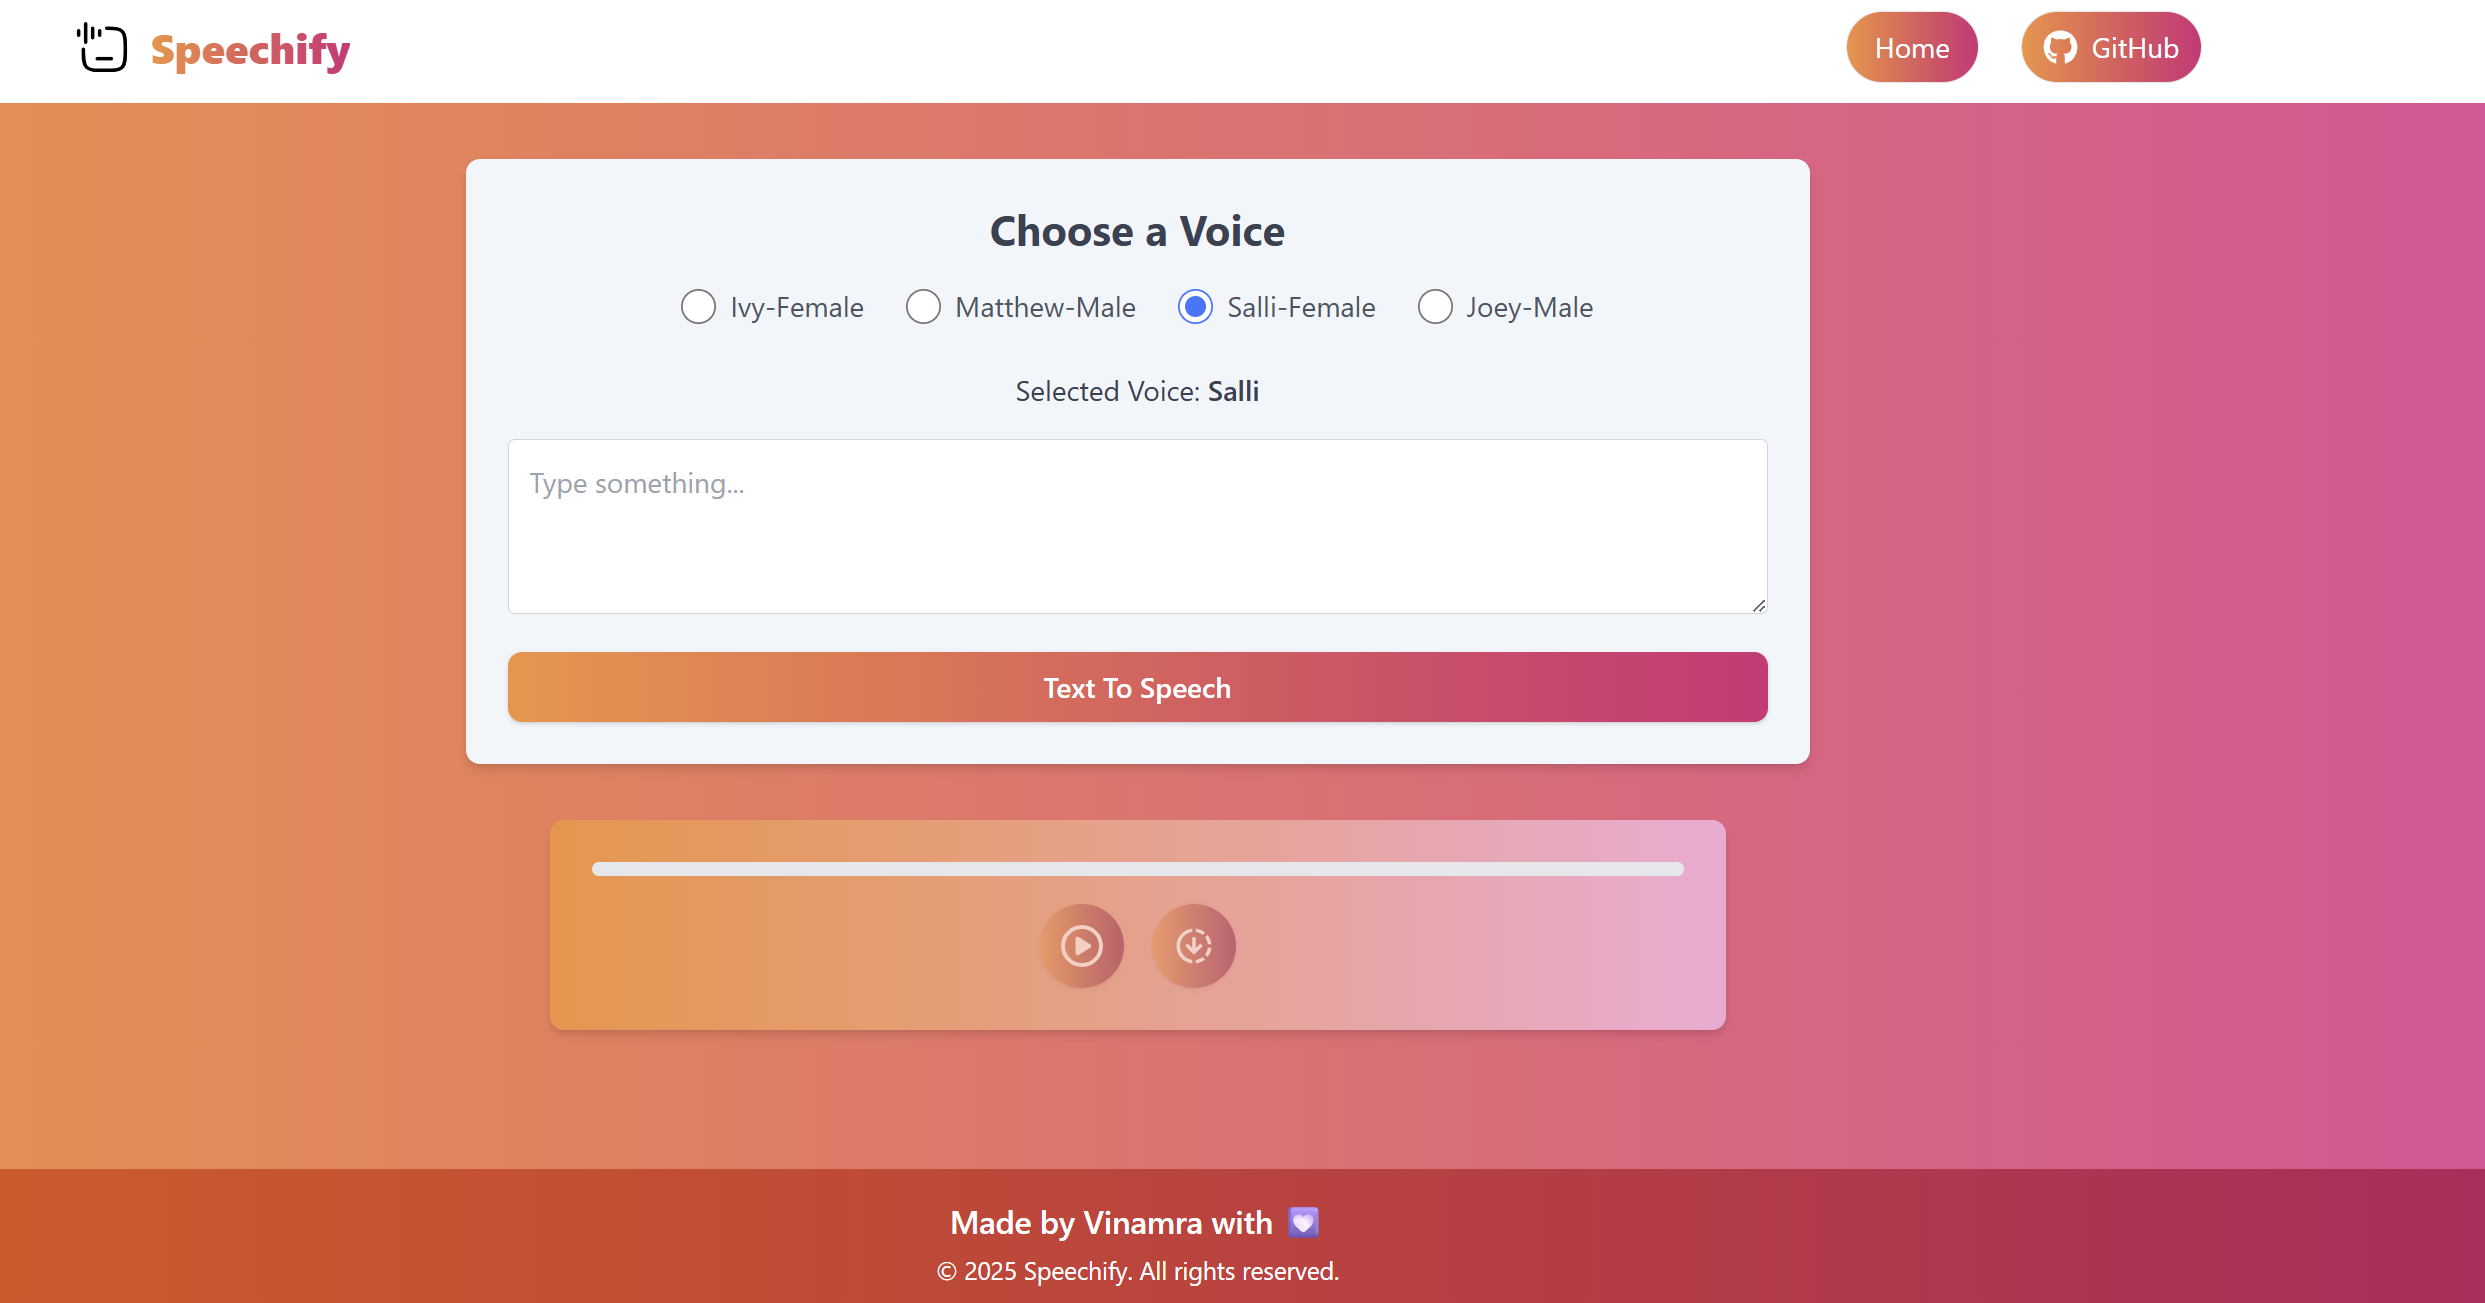 Speechify
Home
GitHub
Choose a Voice
Ivy-Female
Matthew-Male
Salli-Female
Joey-Male
Selected Voice: Salli
Type something...
Text To Speech
Made by Vinamra with 💟
© 2025 Speechify. All rights reserved.